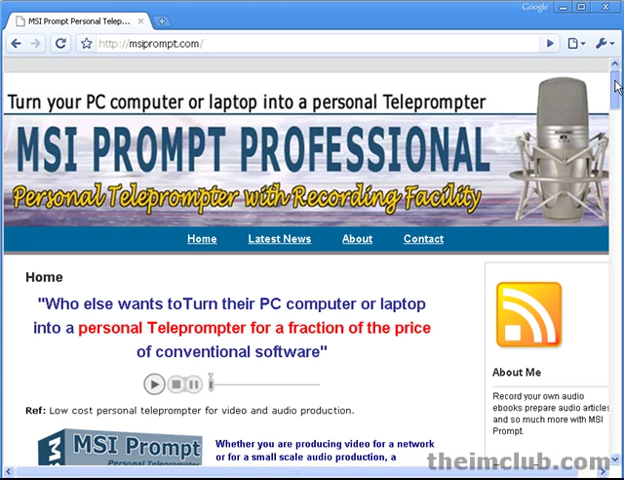 Google
MSI Prompt Personal Telep...
http://msiprompt.com/
Turn your PC computer or laptop into a personal Teleprompter
MSI PROMPT PROFESSIONAL
Personal Teleprompter with Recording Facility
Home Latest News About Contact
Home
"Who else wants toTurn their PC computer or laptop
into a personal Teleprompter for a fraction of the price
of conventional software"
Ref: Low cost personal teleprompter for video and audio production.
MSI Prompt
Personal Teleprompter
Whether you are producing video for a network
or for a small scale audio production, a
About Me
Record your own audio
ebooks prepare audio articles
and so much more with MSI
Prompt.
theimclub.com